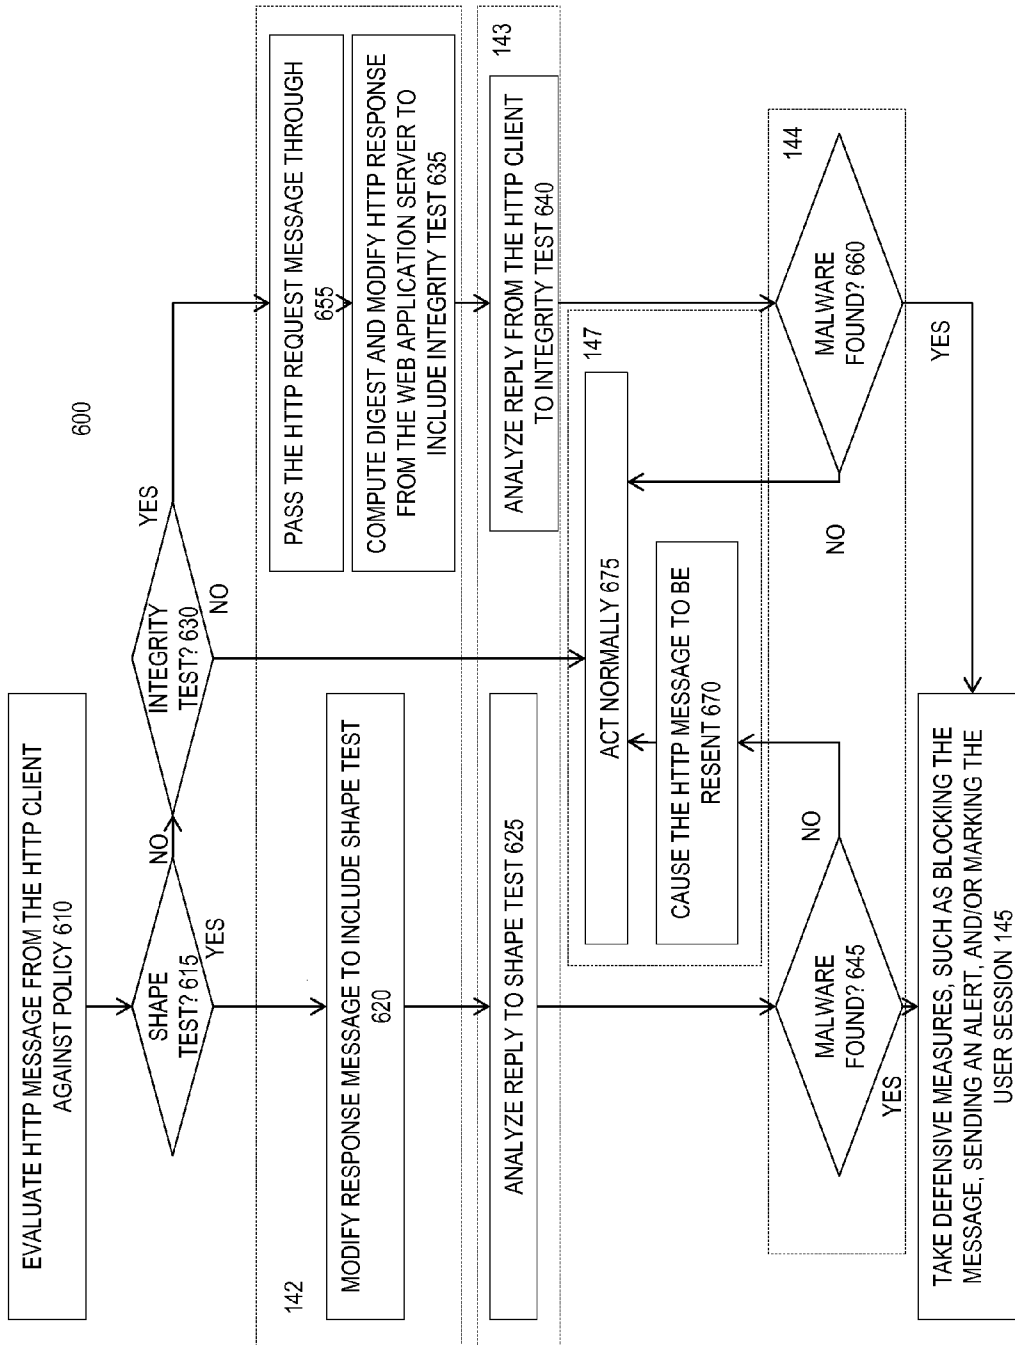 600
EVALUATE HTTP MESSAGE FROM THE HTTP CLIENT
AGAINST POLICY 610
SHAPE
TEST? 615
NO
YES
INTEGRITY
TEST? 630
YES
NO
142
MODIFY RESPONSE MESSAGE TO INCLUDE SHAPE TEST
620
PASS THE HTTP REQUEST MESSAGE THROUGH
655
COMPUTE DIGEST AND MODIFY HTTP RESPONSE
FROM THE WEB APPLICATION SERVER TO
INCLUDE INTEGRITY TEST 635
143
ANALYZE REPLY TO SHAPE TEST 625
ANALYZE REPLY FROM THE HTTP CLIENT
TO INTEGRITY TEST 640
147
ACT NORMALLY 675
CAUSE THE HTTP MESSAGE TO BE
RESENT 670
144
MALWARE
FOUND? 645
NO
YES
MALWARE
FOUND? 660
NO
YES
TAKE DEFENSIVE MEASURES, SUCH AS BLOCKING THE
MESSAGE, SENDING AN ALERT, AND/OR MARKING THE
USER SESSION 145